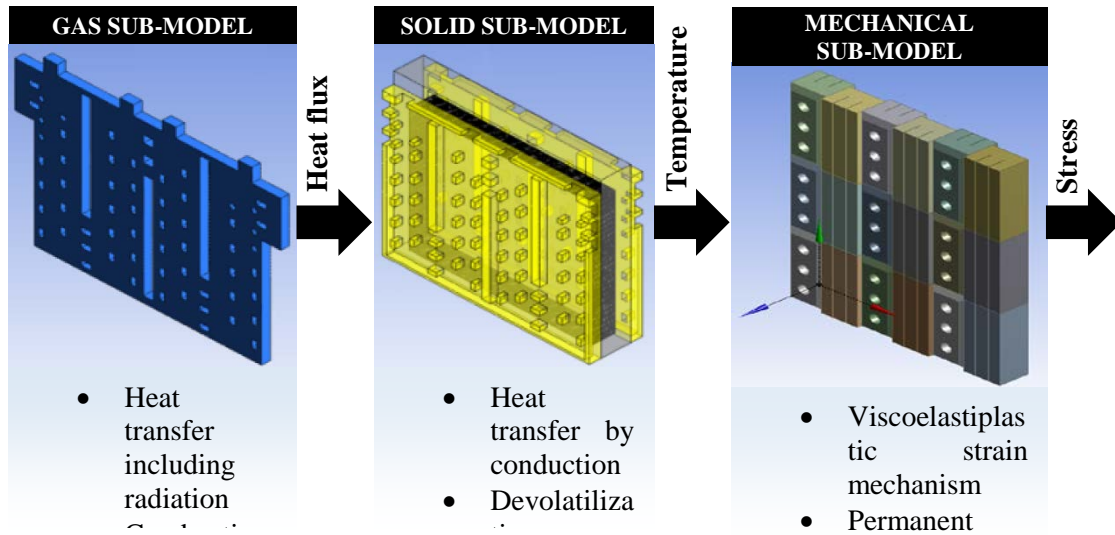 GAS SUB-MODEL
Heat flux
SOLID SUB-MODEL
Temperature
MECHANICAL
SUB-MODEL
Stress
• Heat
transfer
including
radiation
• Heat
transfer by
conduction
• Devolatiliza
• Viscoelastiplas
tic strain
mechanism
• Permanent